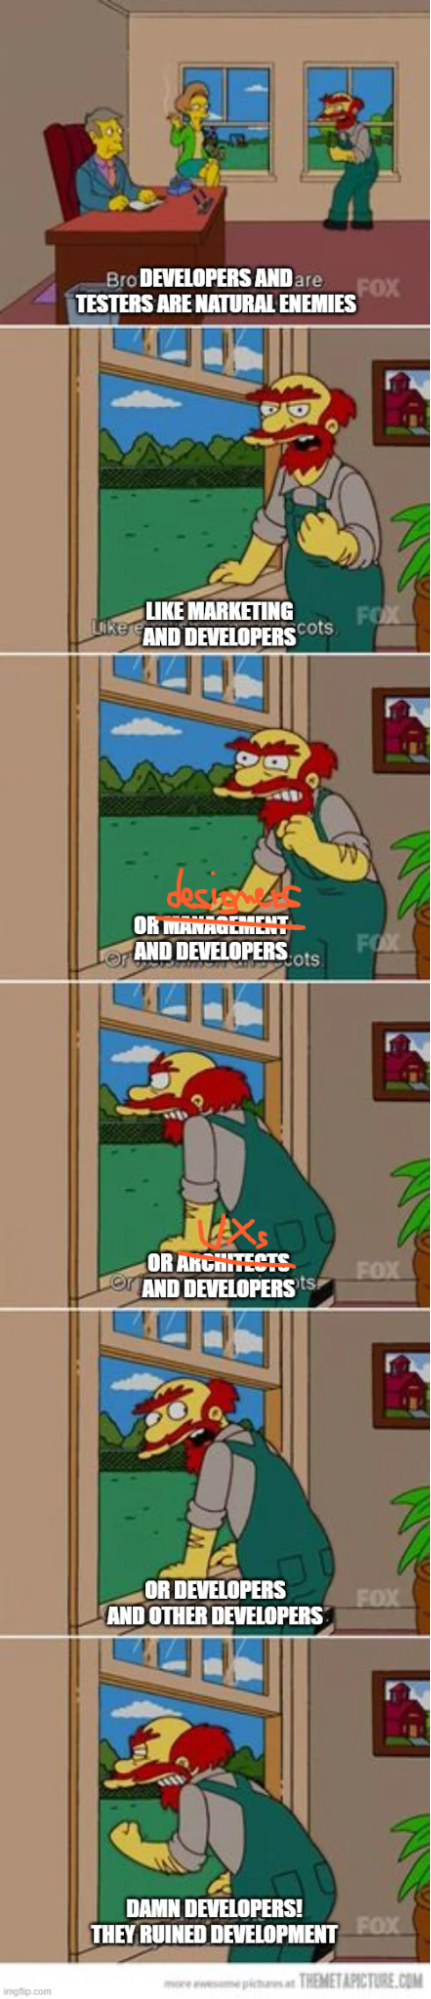 Bro DEVELOPERS AND are
TESTERS ARE NATURAL ENEMIES
FOX
LIKE MARKETING
Like AND DEVELOPERS cots.
FOX
designers
OR MANAGEMENT
AND DEVELOPERS
Or cots.
FOX
UXs
OR ARCHITECTS
Or AND DEVELOPERS ts.
FOX
OR DEVELOPERS
AND OTHER DEVELOPERS
FOX
DAMN DEVELOPERS!
THEY RUINED DEVELOPMENT
FOX
more awesome pictures at THEMETAPICTURE.COM
imgflip.com